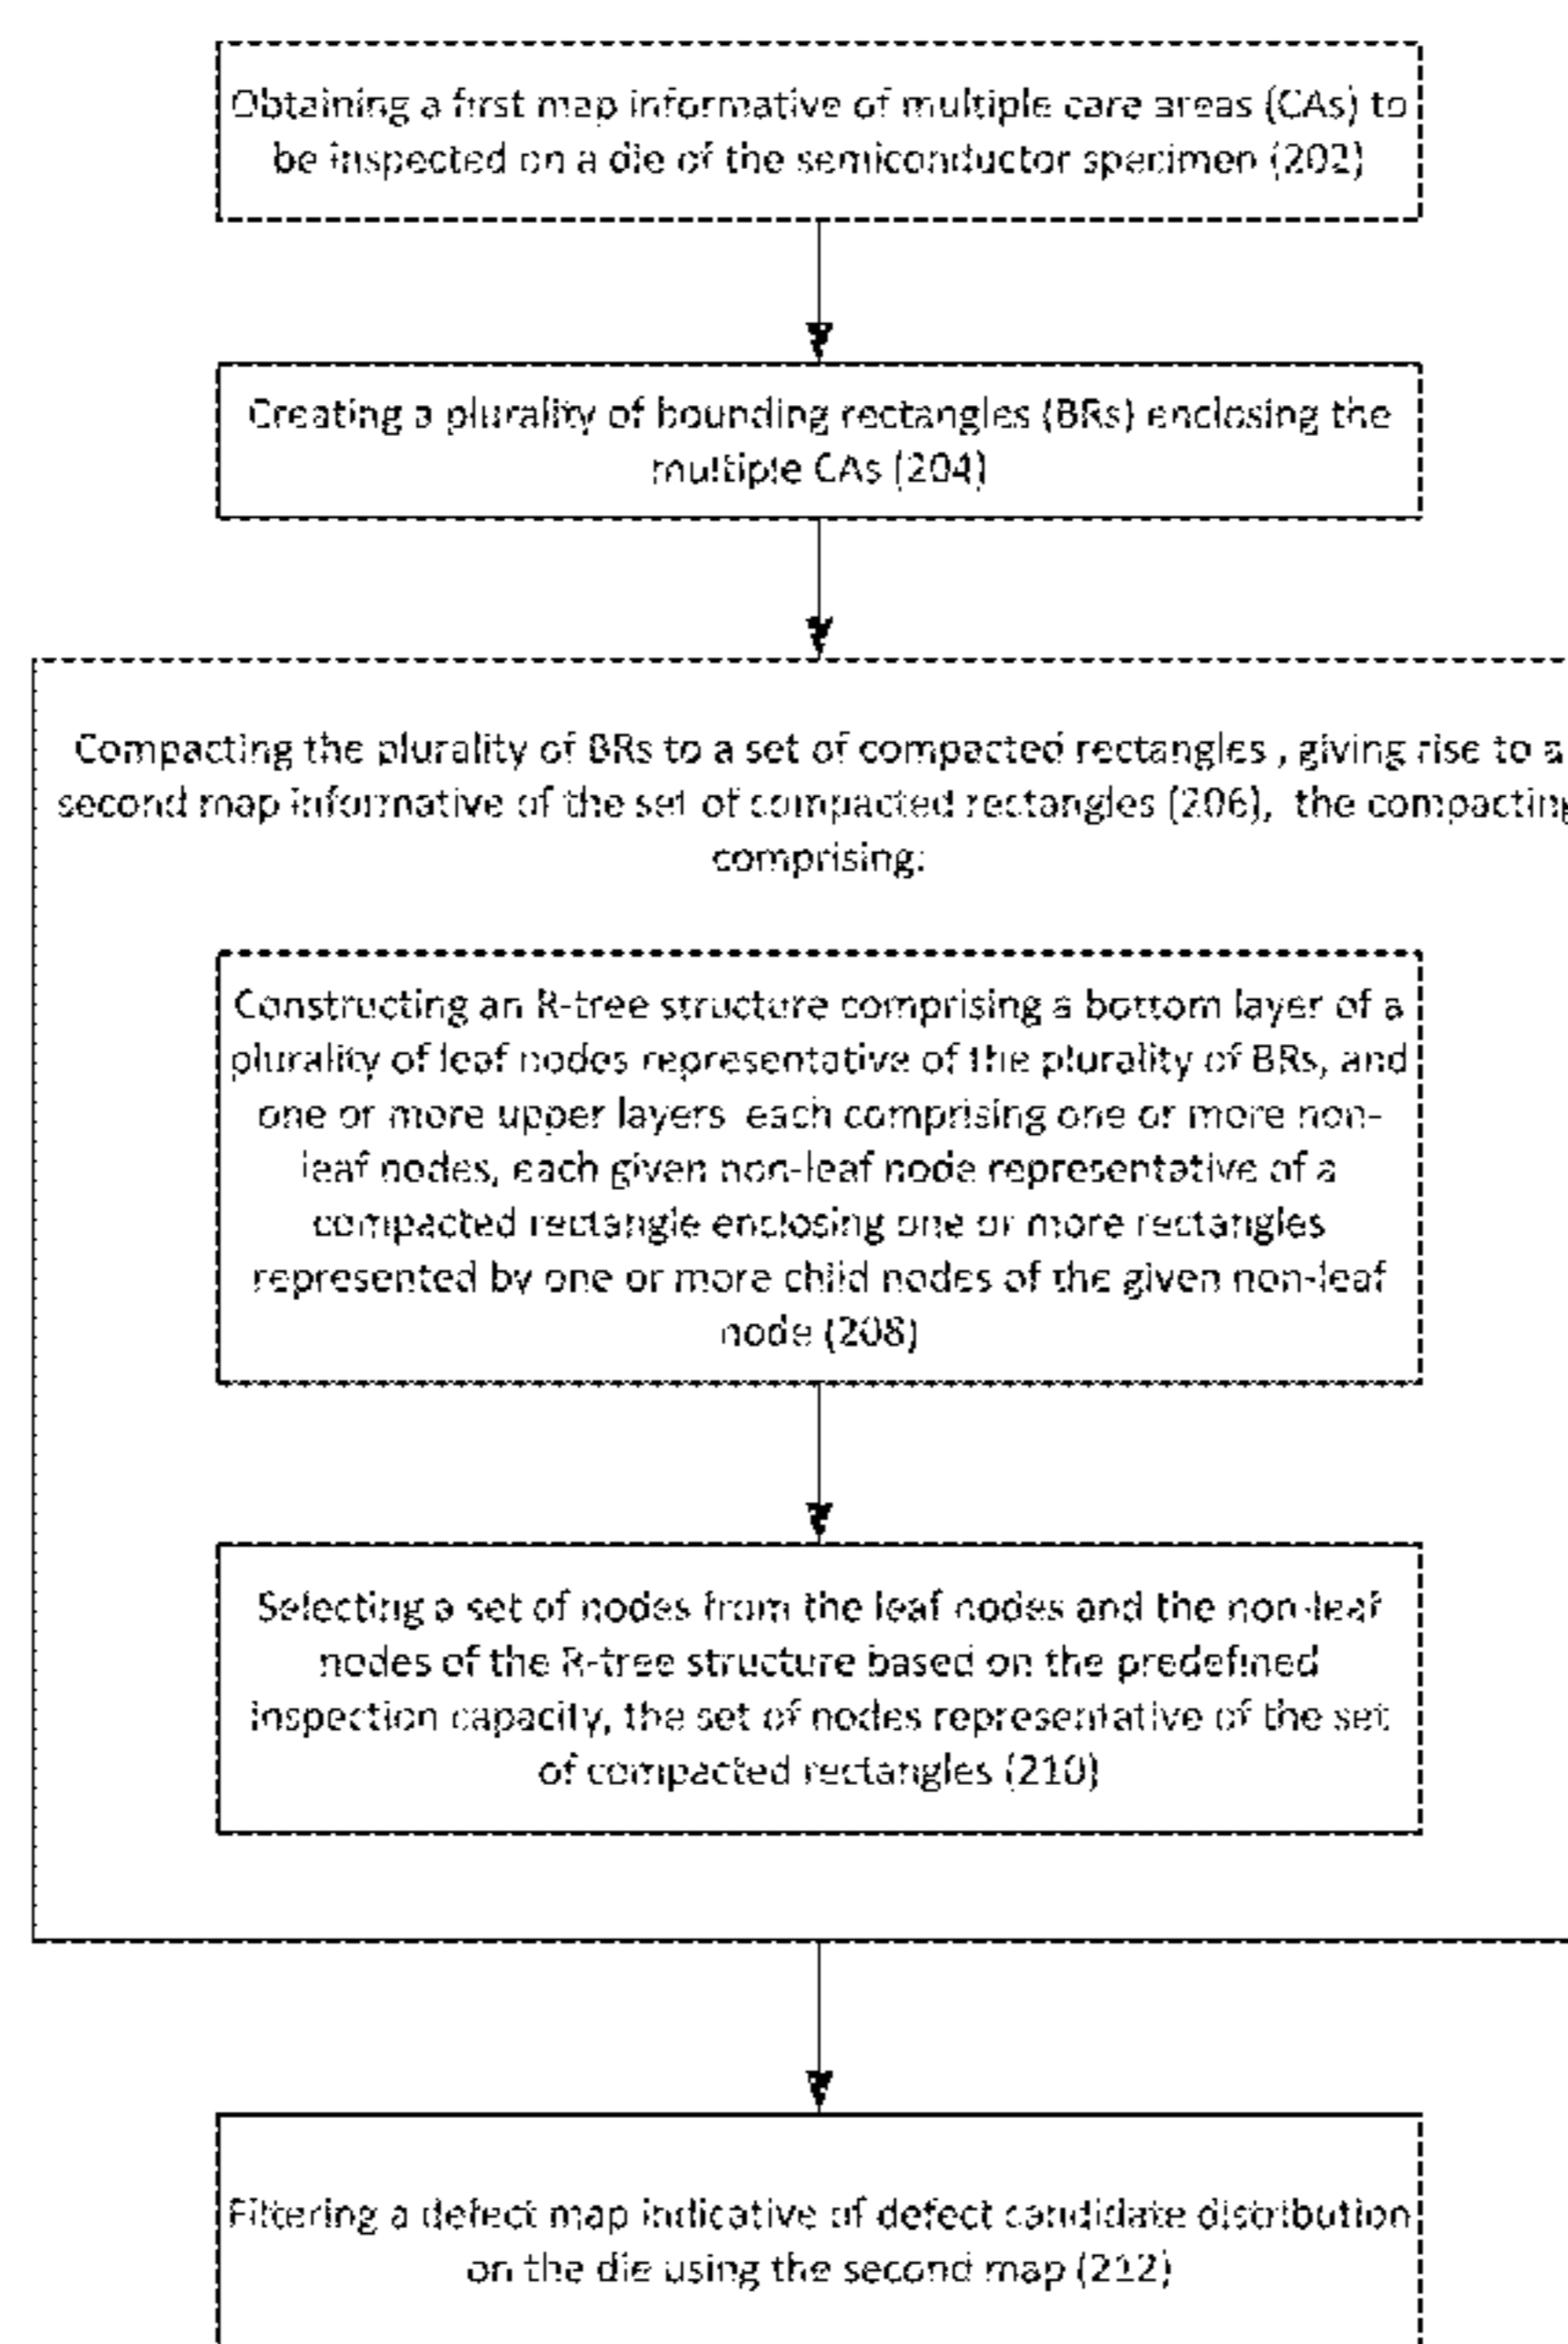 Obtaining a first map informative of multiple care areas (CAs) to
be inspected on a die of the semiconductor specimen (202)
Creating a plurality of bounding rectangles (BRs) enclosing the
multiple CAs (204)
Compacting the plurality of BRs to a set of compacted rectangles , giving rise to a
second map informative of the set of compacted rectangles (206), the compacting
comprising:
Constructing an R-tree structure comprising a bottom layer of a
plurality of leaf nodes representative of the plurality of BRs, and
one or more upper layers each comprising one or more non-
leaf nodes, each given non-leaf node representative of a
compacted rectangle enclosing one or more rectangles
represented by one or more child nodes of the given non-leaf
node (208)
Selecting a set of nodes from the leaf nodes and the non-leaf
nodes of the R-tree structure based on the predefined
inspection capacity, the set of nodes representative of the set
of compacted rectangles (210)
Filtering a defect map indicative of defect candidate distribution
on the die using the second map (212)